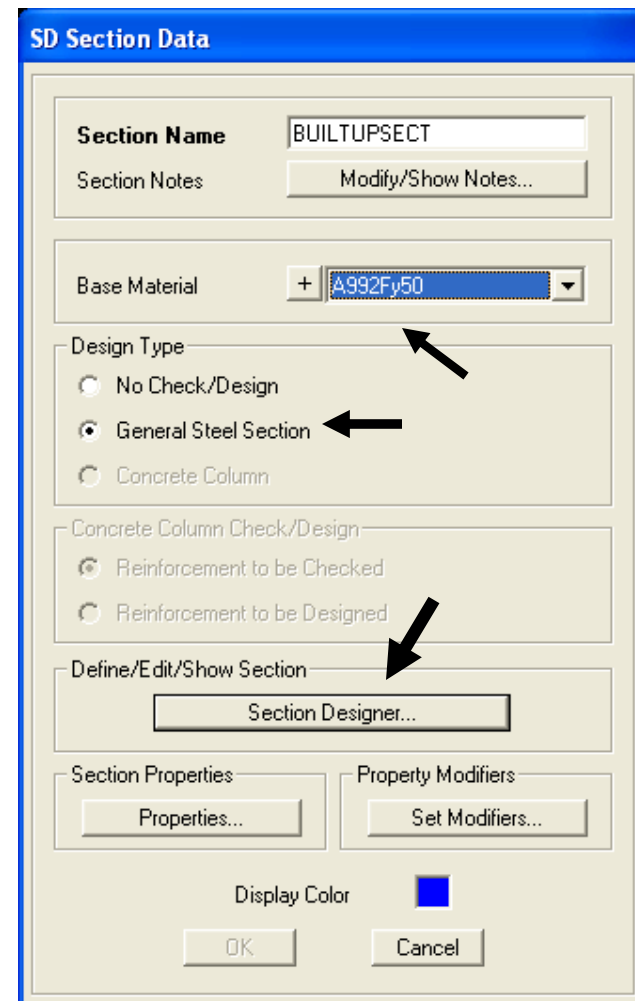 SD Section Data
Section Name BUILTUPSECT
Section Notes Modify/Show Notes...
Base Material + A992Fy50
Design Type
No Check/Design
General Steel Section
Concrete Column
Concrete Column Check/Design
Reinforcement to be Checked
Reinforcement to be Designed
Define/Edit/Show Section
Section Designer...
Section Properties Property Modifiers
Properties... Set Modifiers...
Display Color
OK Cancel